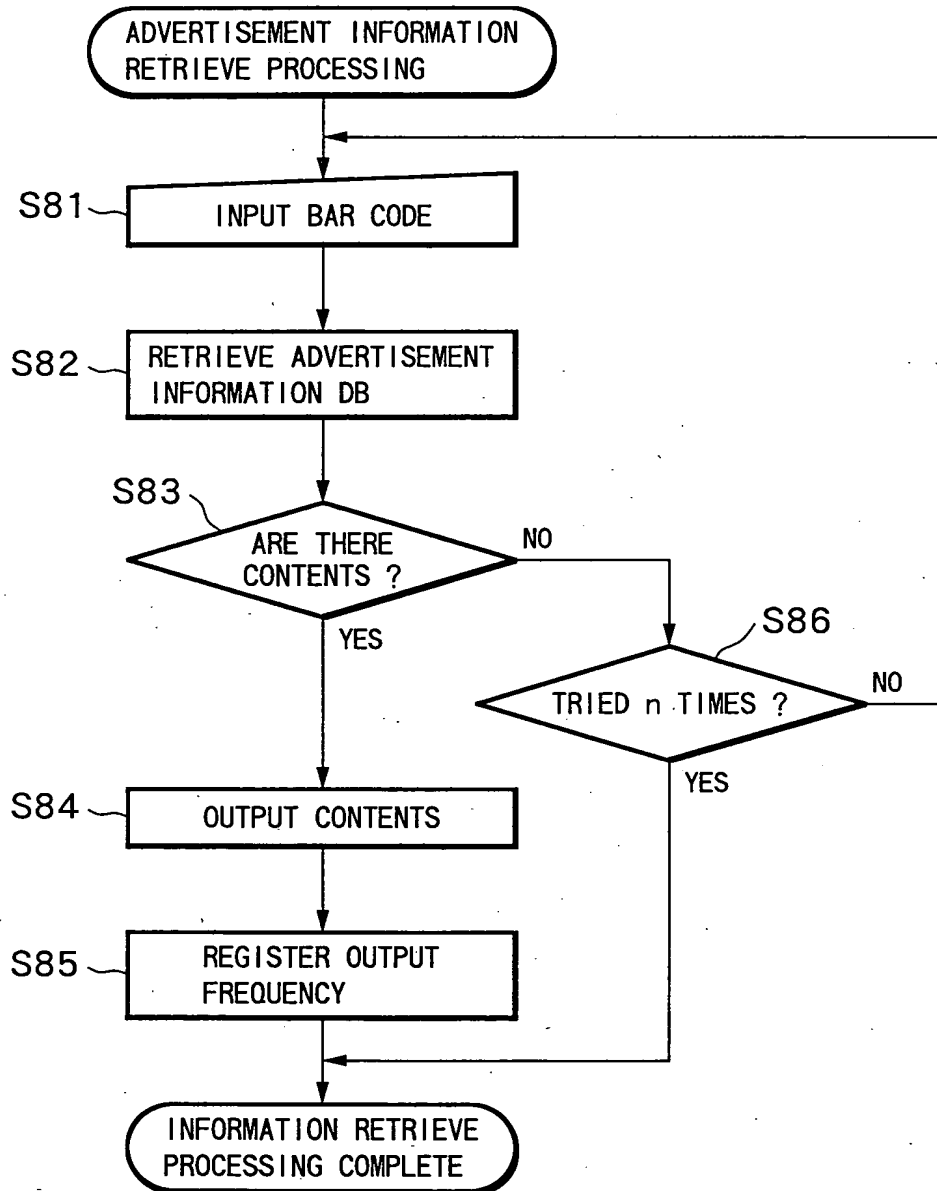 ADVERTISEMENT INFORMATION
RETRIEVE PROCESSING
S81
INPUT BAR CODE
S82
RETRIEVE ADVERTISEMENT
INFORMATION DB
S83
ARE THERE
CONTENTS ?
NO
YES
S86
TRIED n TIMES ?
NO
YES
S84
OUTPUT CONTENTS
S85
REGISTER OUTPUT
FREQUENCY
INFORMATION RETRIEVE
PROCESSING COMPLETE